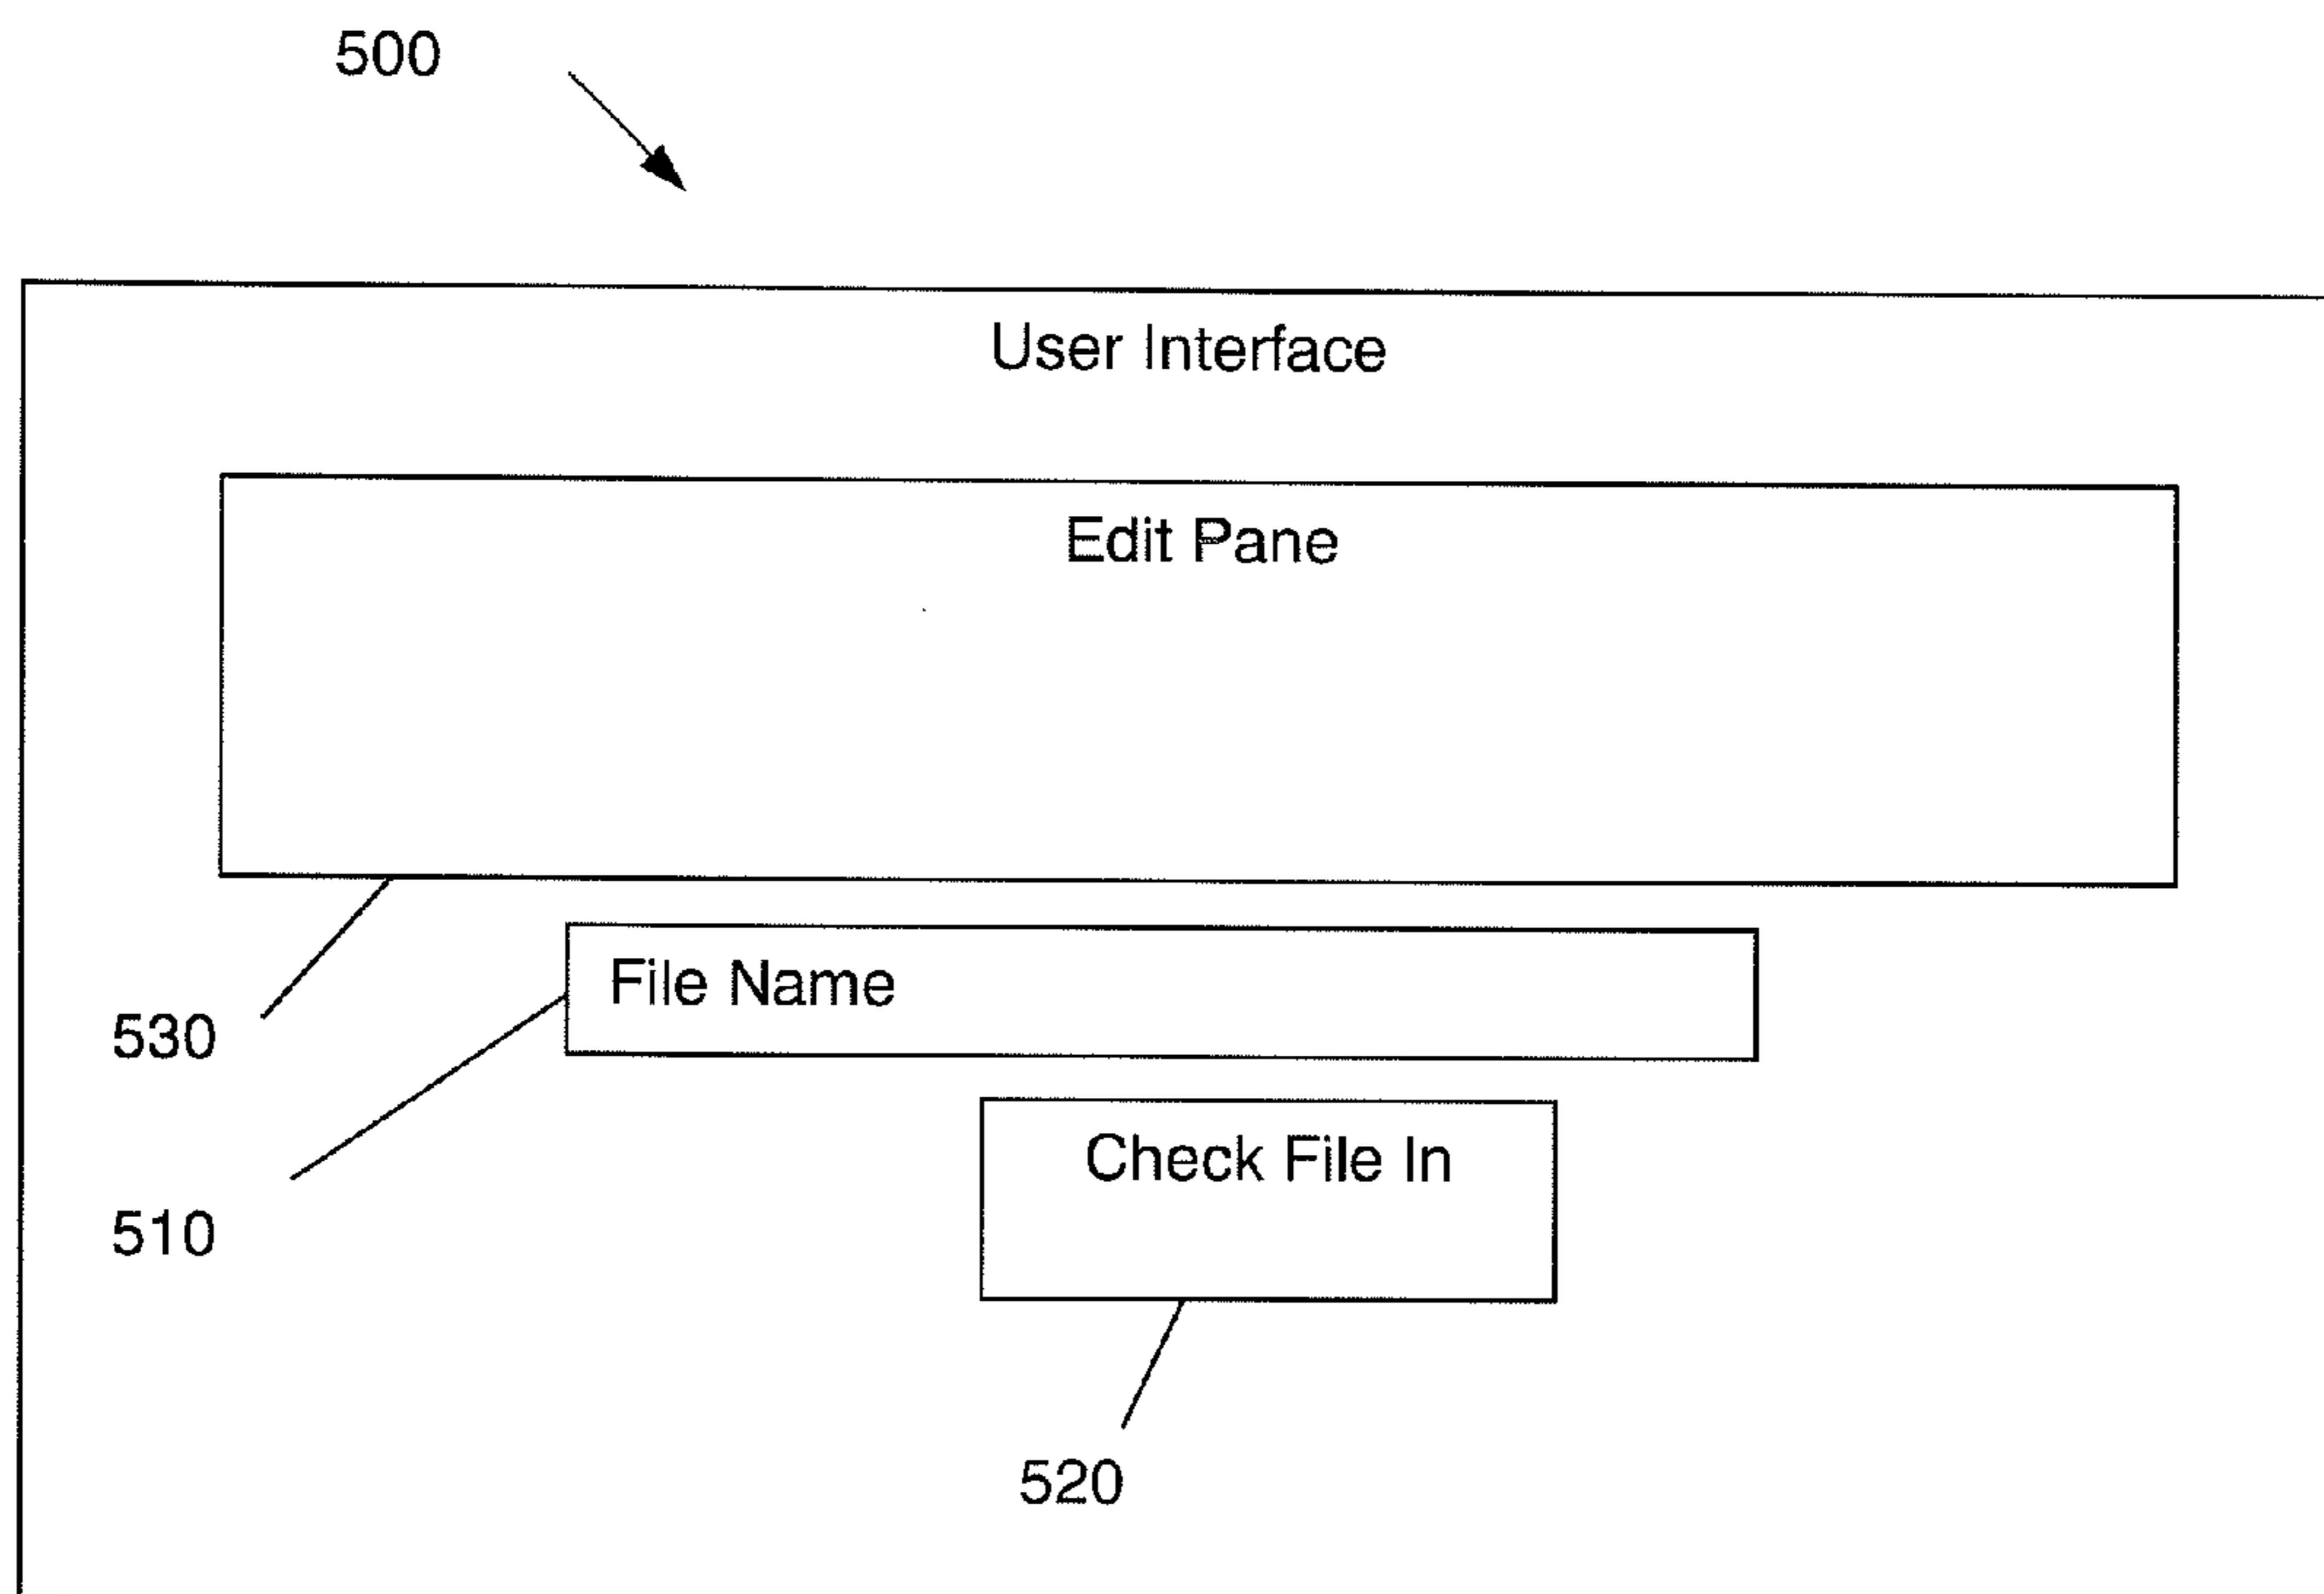 500
User Interface
Edit Pane
File Name
530
510
Check File In
520